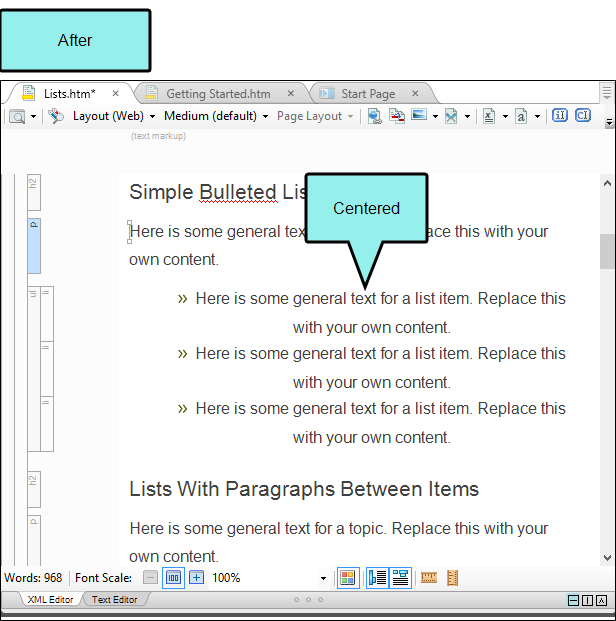 After
Lists.htm* × Getting Started.htm × Start Page ×
Layout (Web) Medium (default) Page Layout
(text markup)
h2
Simple Bulleted Lis
Centered
p
Here is some general tex ace this with your
own content.
ul
li
» Here is some general text for a list item. Replace this
with your own content.
li
» Here is some general text for a list item. Replace this
with your own content.
li
» Here is some general text for a list item. Replace this
with your own content.
h2
Lists With Paragraphs Between Items
p
Here is some general text for a topic. Replace this with your
own content.
Words: 968 Font Scale: 100 100%
XML Editor Text Editor